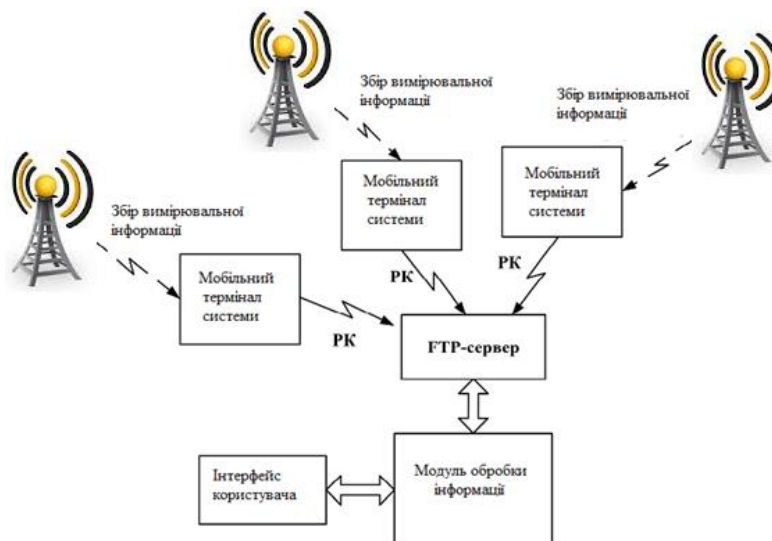 Збір вимірювальної
інформації
Збір вимірювальної
інформації
Збір вимірювальної
інформації
Мобільний
термінал
системи
Мобільний
термінал
системи
Мобільний
термінал
системи
РК
РК
РК
FTP-сервер
Інтерфейс
користувача
Модуль обробки
інформації